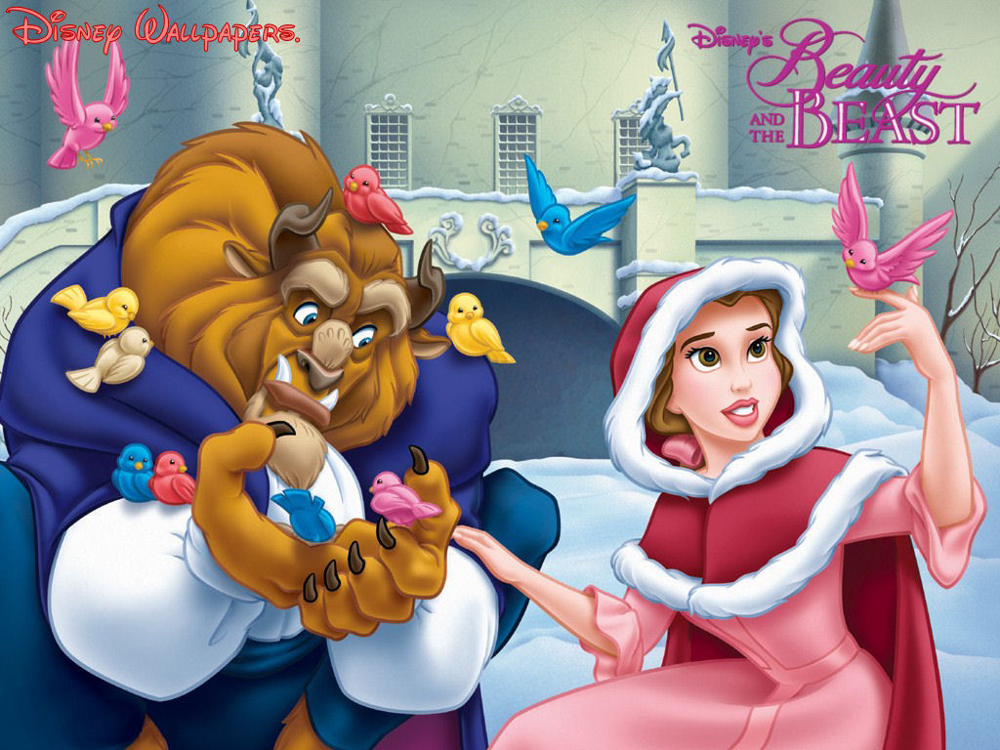 Disney Wallpapers.
Disney's
Beauty
AND THE BEAST